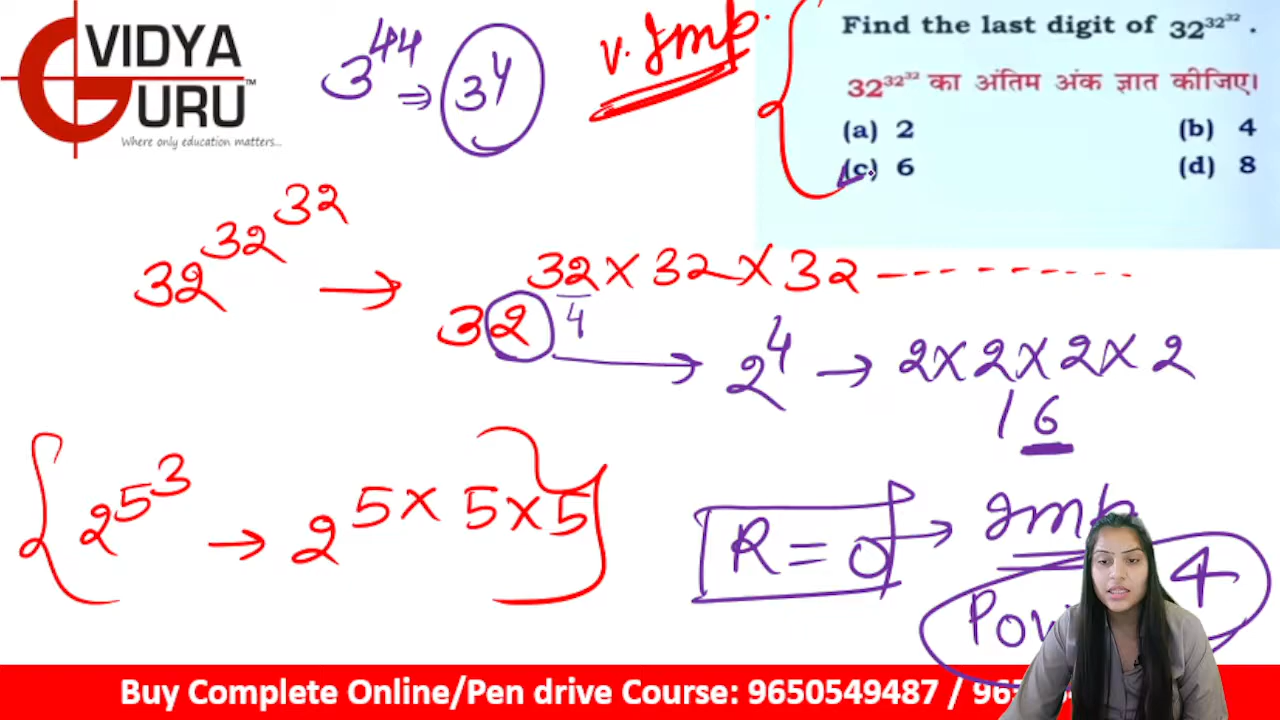 VIDYA
GURU™
Where only education matters...
3^44 ⇒ 3^4
v. Imp.
Find the last digit of 32^32^32 .
32^32^32 का अंतिम अंक ज्ञात कीजिए।
(a) 2 (b) 4
(c) 6 (d) 8
32^32^32 → 32^32×32×32 --------
4
2^4 → 2×2×2×2
16
{2^5^3 → 2^5×5×5}
R=0 → Imp
4
Buy Complete Online/Pen drive Course: 9650549487 /